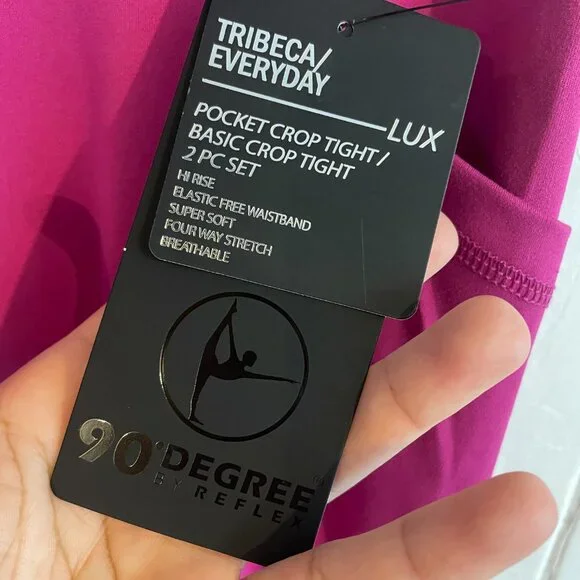 TRIBECA/
EVERYDAY
LUX
POCKET CROP TIGHT/
BASIC CROP TIGHT
2 PC SET
HI RISE
ELASTIC FREE WAISTBAND
SUPER SOFT
FOUR WAY STRETCH
BREATHABLE
90° DEGREE
BY REFLEX